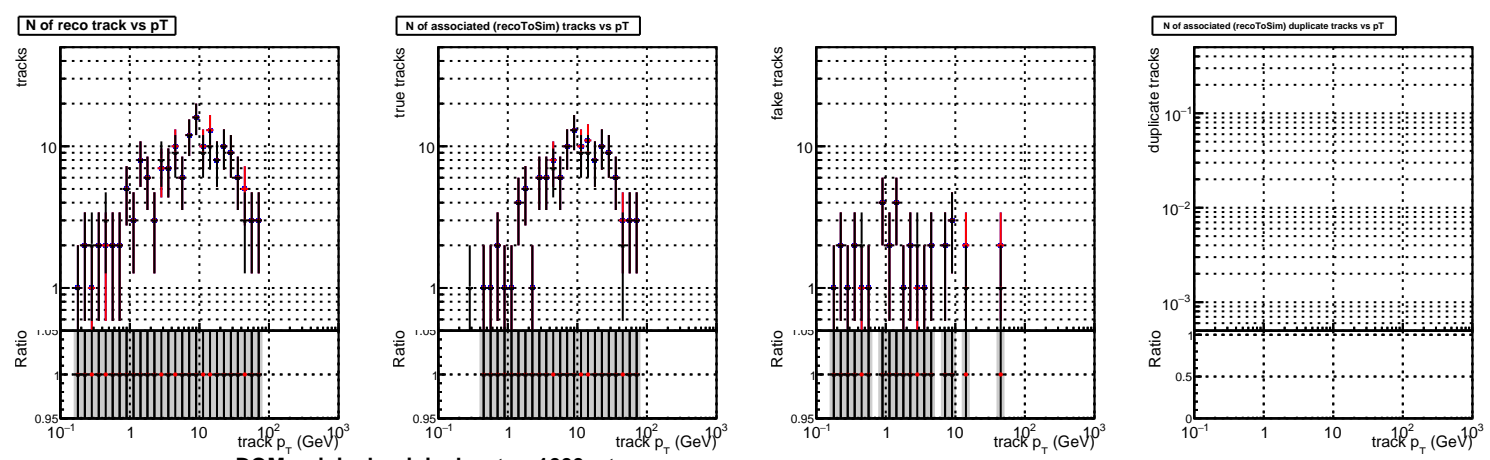 N of reco track vs pT
tracks
10
1
1.05
Ratio
1
0.95
10⁻¹ 1 10 10² 10³
track p_T (GeV)
N of associated (recoToSim) tracks vs pT
true tracks
10
1
1.05
Ratio
1
0.95
10⁻¹ 1 10 10² 10³
track p_T (GeV)
fake tracks
10
1
1.05
Ratio
1
0.95
10⁻¹ 1 10 10² 10³
track p_T (GeV)
N of associated (recoToSim) duplicate tracks vs pT
duplicate tracks
10⁻¹
10⁻²
10⁻³
Ratio
1
0.5
0
10⁻¹ 1 10 10² 10³
track p_T (GeV)